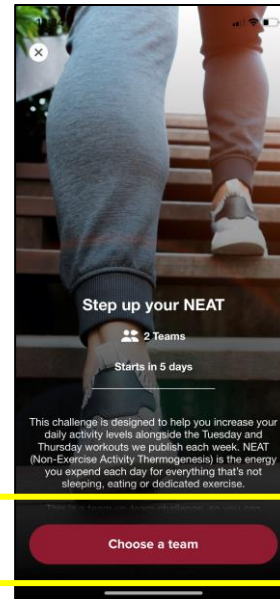 Step up your NEAT
2 Teams
Starts in 5 days
This challenge is designed to help you increase your
daily activity levels alongside the Tuesday and
Thursday workouts we publish each week. NEAT
(Non-Exercise Activity Thermogenesis) is the energy
you expend each day for everything that's not
sleeping, eating or dedicated exercise.
Choose a team